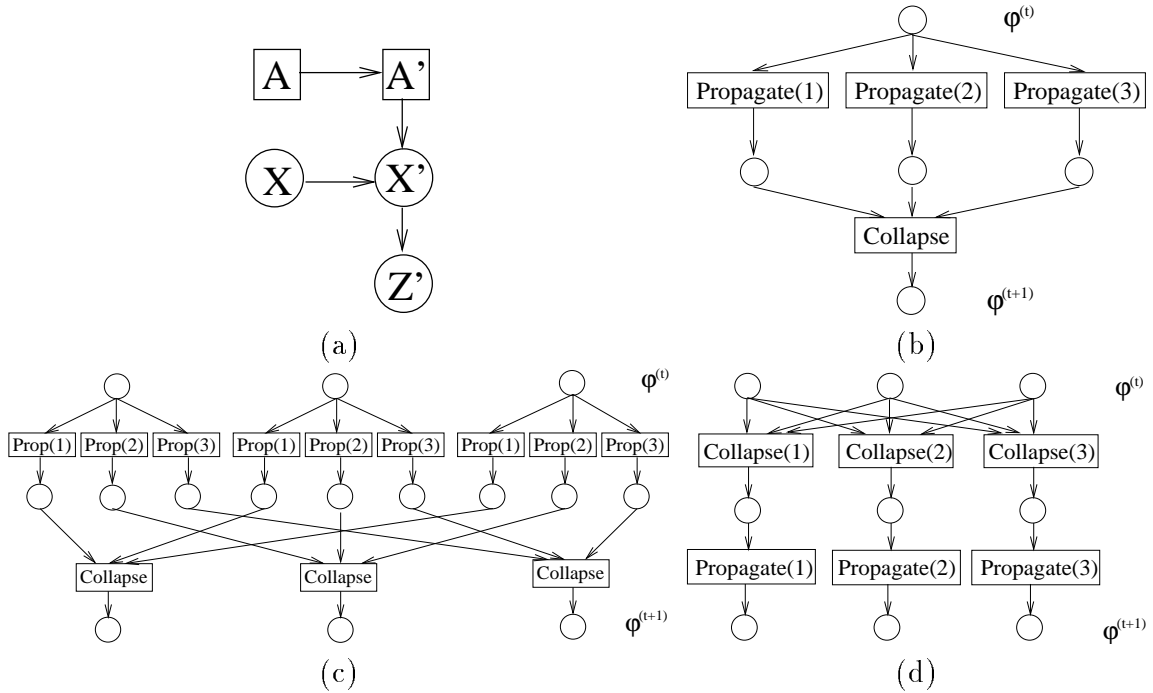 A A'
X X'
Z'
(a)
φ(t)
Propagate(1) Propagate(2) Propagate(3)
Collapse
φ(t+1)
(b)
φ(t)
Prop(1) Prop(2) Prop(3) Prop(1) Prop(2) Prop(3) Prop(1) Prop(2) Prop(3)
Collapse Collapse Collapse
φ(t+1)
(c)
φ(t)
Collapse(1) Collapse(2) Collapse(3)
Propagate(1) Propagate(2) Propagate(3)
φ(t+1)
(d)